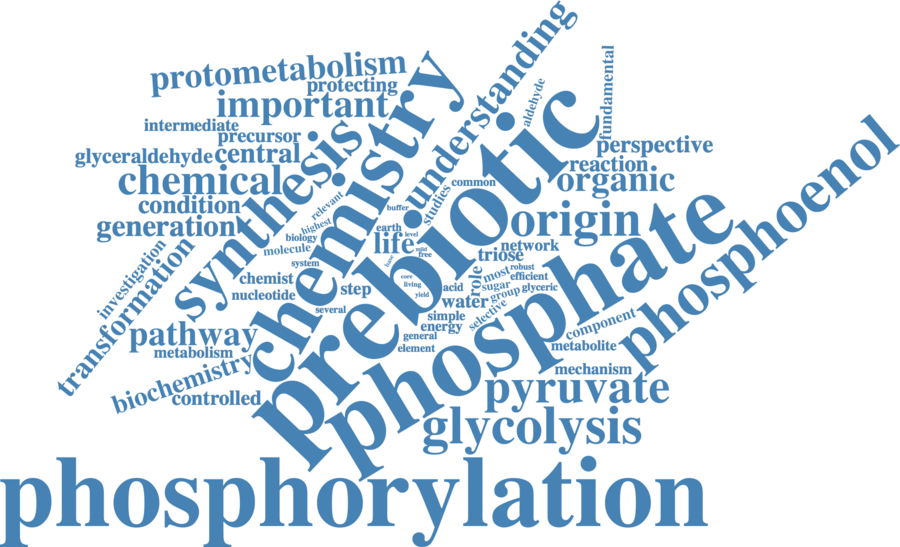 understanding
protometabolism
protecting
important
chemistry
aldehyde
fundamental
prebiotic
intermediate
precursor
glyceraldehyde
central
synthesis
perspective
phosphoenol
reaction
chemical
organic
common
studies
condition
relevant
highest
buffer
generation
origin
phosphate
earth
level
biology
life
mild
free
molecule
network
triose
investigation
transformation
system
base
most
robust
efficient
chemist
core
living
role
sugar
nucleotide
step
acid
group
glyceric
yield
water
several
simple
selective
energy
component
pathway
general
metabolite
metabolism
element
mechanism
biochemistry
controlled
pyruvate
glycolysis
phosphorylation